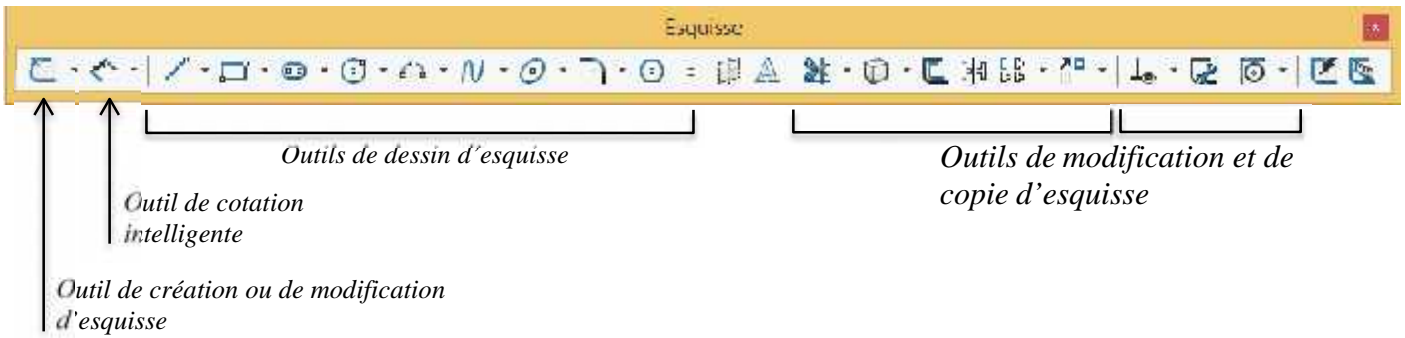 Esquisse
Outils de dessin d´esquisse
Outils de modification et de
copie d’esquisse
Outil de cotation
intelligente
Outil de création ou de modification
d’esquisse